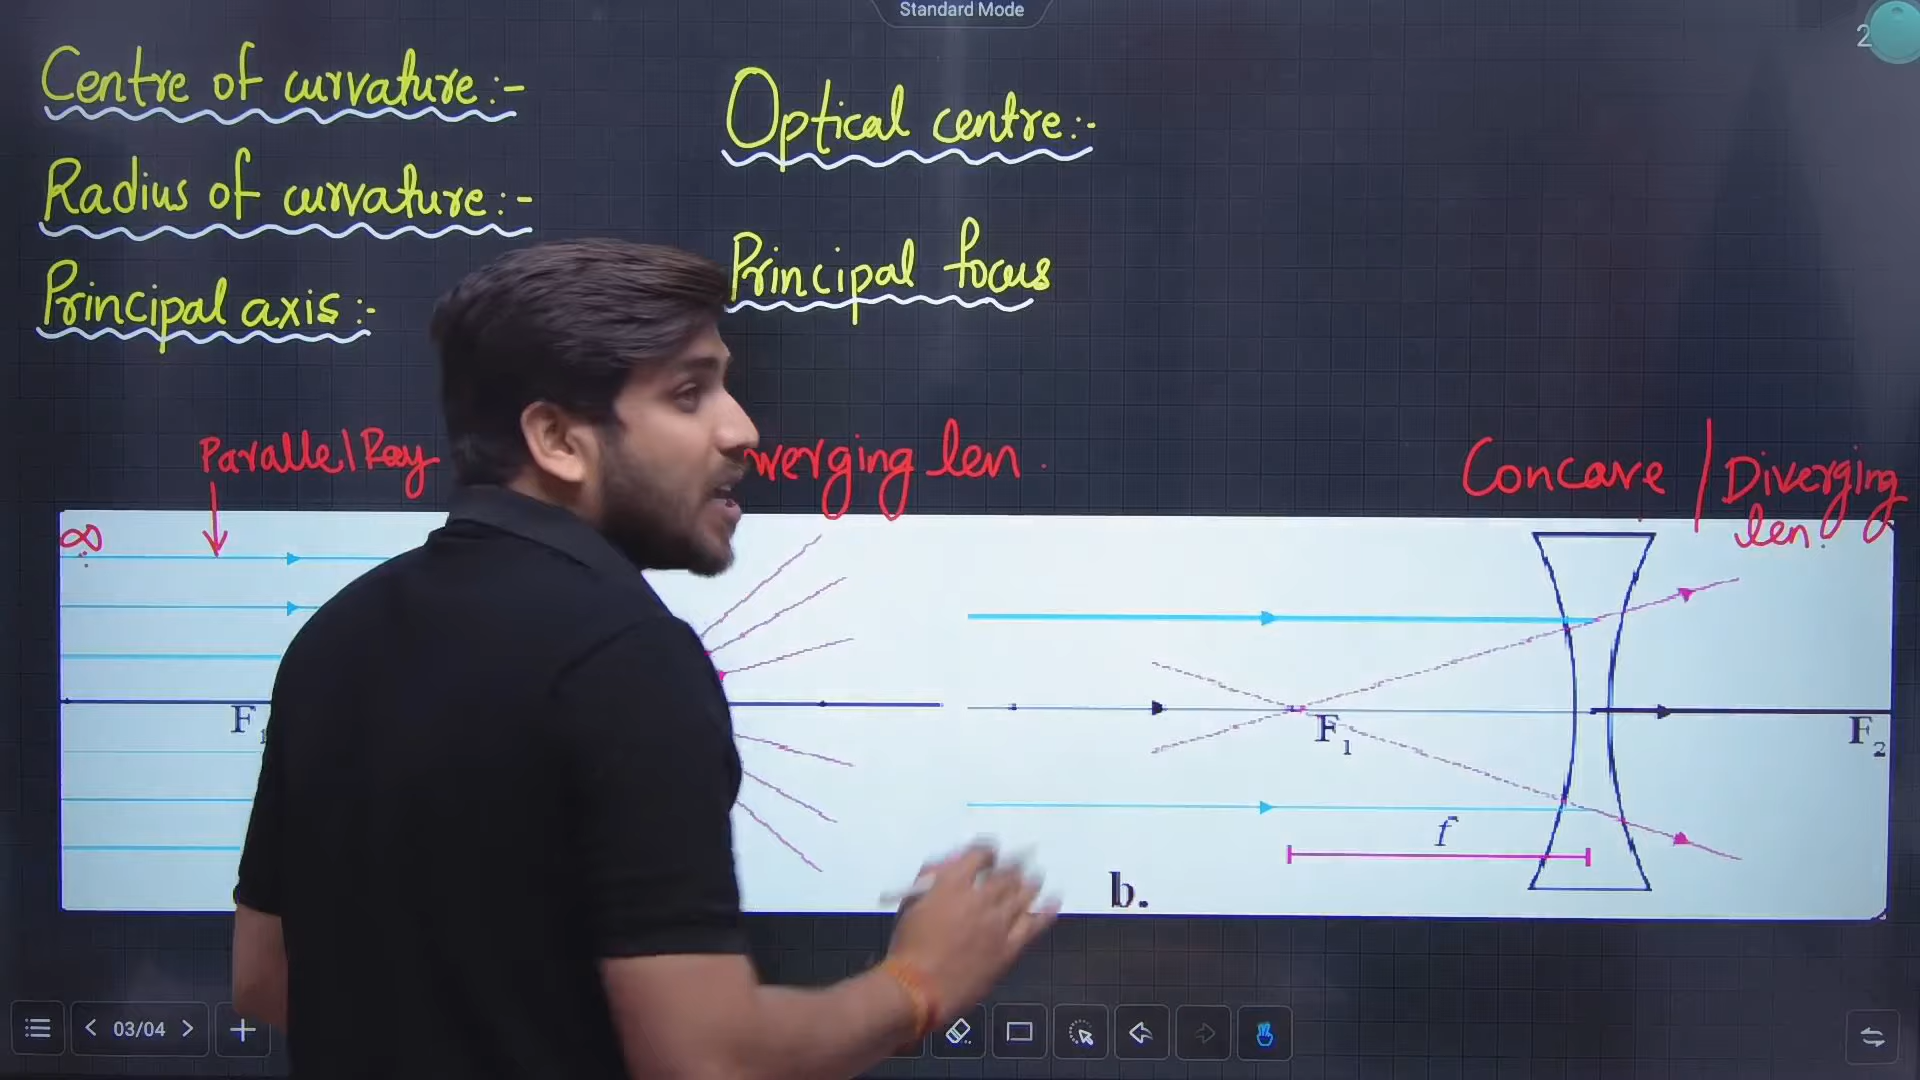 Standard Mode
2
Centre of curvature:-
Radius of curvature:-
Principal axis:-
Optical centre:-
Principal focus
Parallel Ray
len.
Concave / Diverging
len.
∞
F
F₁
F₂
f
b.
03/04